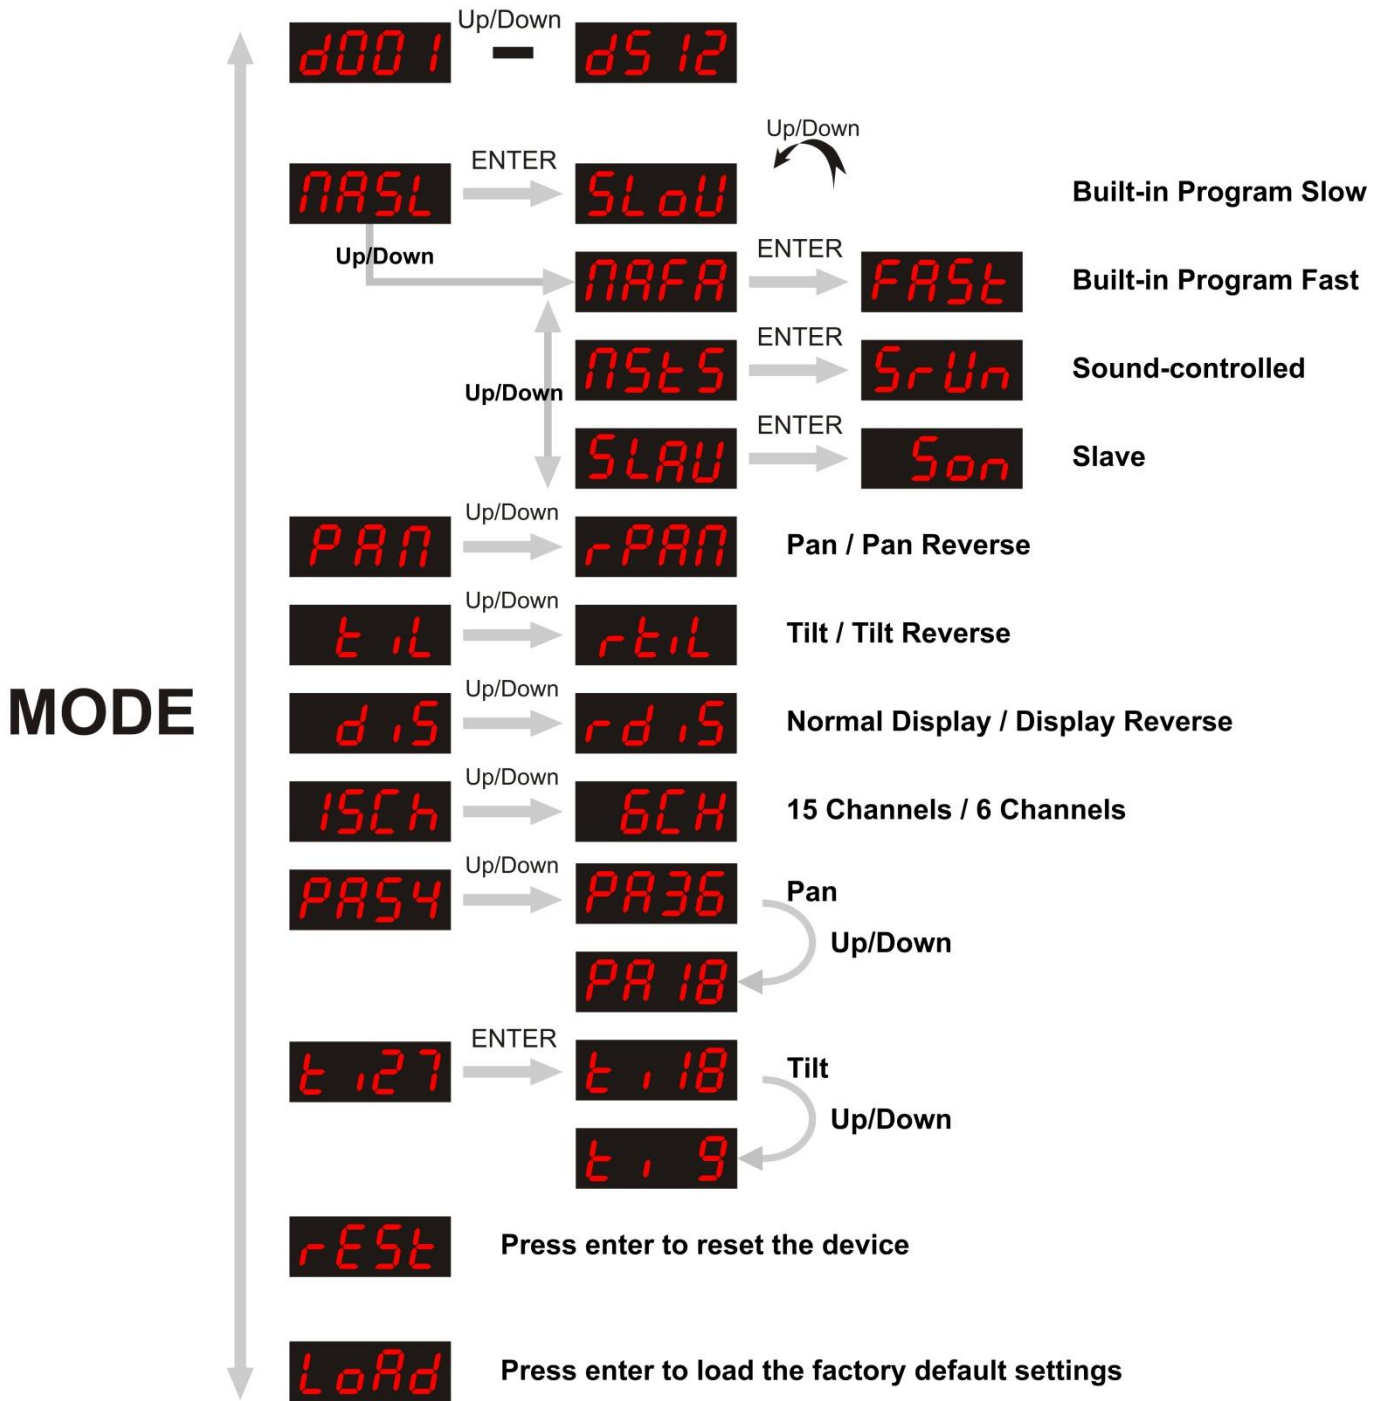 Up/Down
d001 d512
Up/Down
ENTER
MASL SLoU Built-in Program Slow
Up/Down ENTER
MAFA FASt Built-in Program Fast
ENTER
MStS SrUn Sound-controlled
Up/Down
ENTER
SLAU Son Slave
Up/Down
PAM rPAM Pan / Pan Reverse
Up/Down
tiL rtiL Tilt / Tilt Reverse
MODE
Up/Down
diS rdiS Normal Display / Display Reverse
Up/Down
15Ch 6CH 15 Channels / 6 Channels
Up/Down
PA54 PA36 Pan
Up/Down
PA18
ENTER
ti27 ti18 Tilt
Up/Down
ti 9
rESt Press enter to reset the device
LoAd Press enter to load the factory default settings